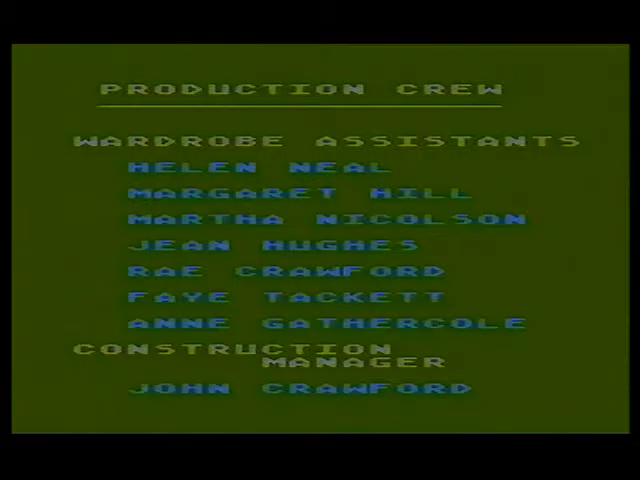 PRODUCTION CREW
WARDROBE ASSISTANTS
HELEN NEAL
MARGARET HILL
MARTHA NICOLSON
JEAN HUGHES
RAE CRAWFORD
FAYE TACKETT
ANNE GATHERCOLE
CONSTRUCTION
MANAGER
JOHN CRAWFORD